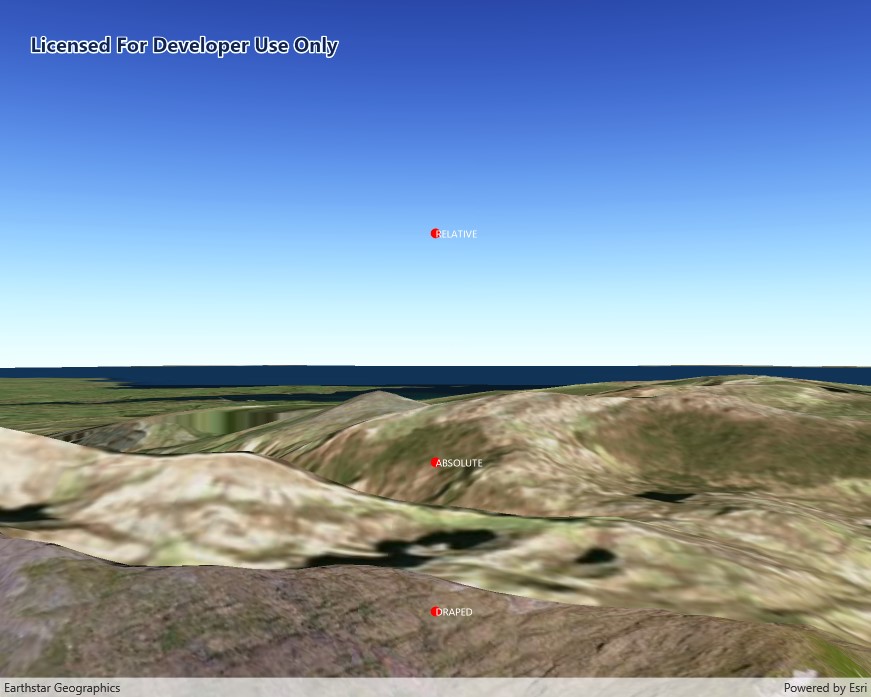 Licensed For Developer Use Only
RELATIVE
ABSOLUTE
DRAPED
Earthstar Geographics
Powered by Esri